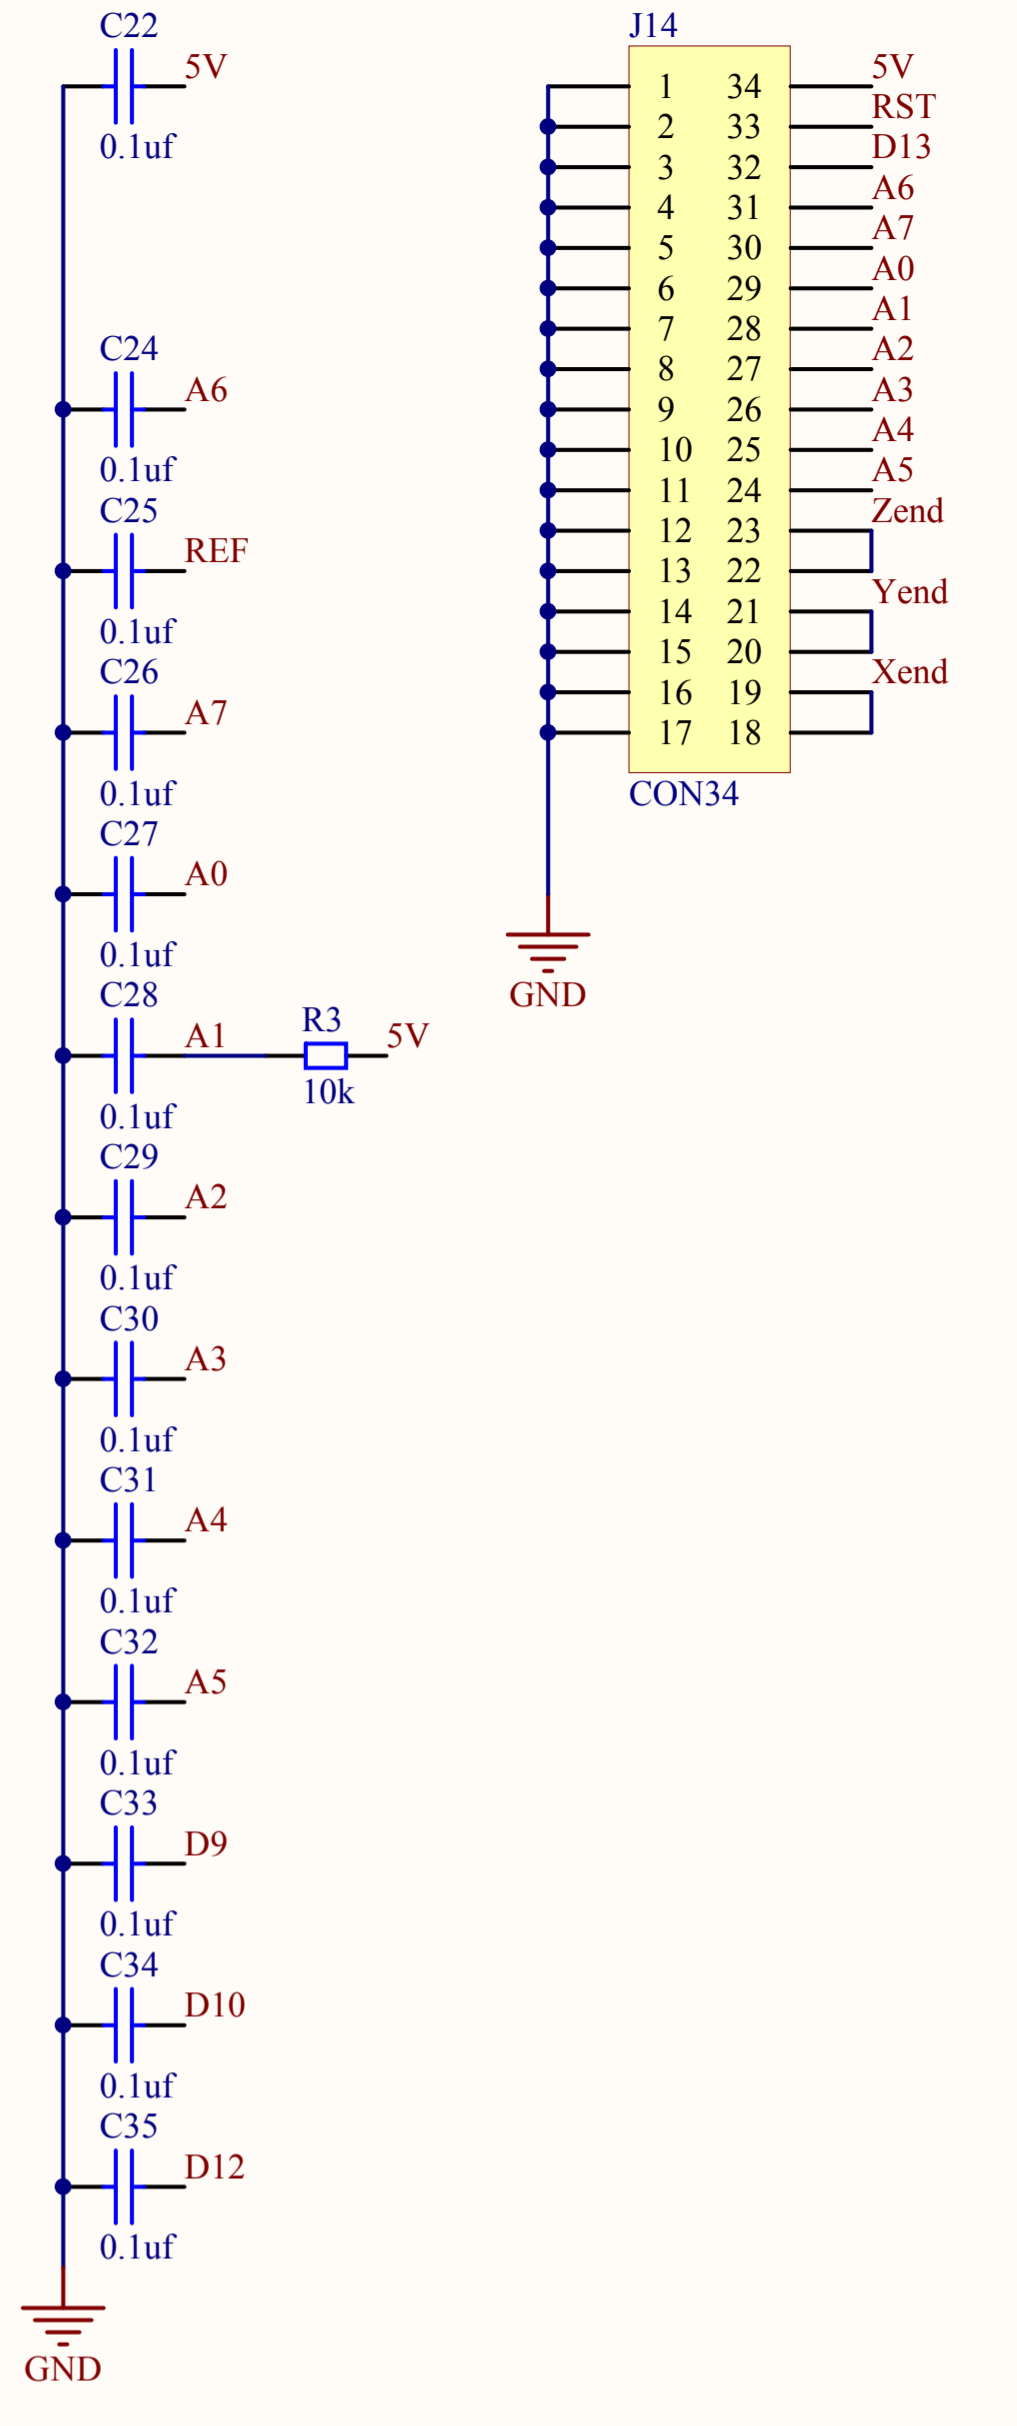 C22
5V
0.1uf
C24
A6
0.1uf
C25
REF
0.1uf
C26
A7
0.1uf
C27
A0
0.1uf
C28
A1
R3
5V
10k
0.1uf
C29
A2
0.1uf
C30
A3
0.1uf
C31
A4
0.1uf
C32
A5
0.1uf
C33
D9
0.1uf
C34
D10
0.1uf
C35
D12
0.1uf
GND
J14
1 34 5V
2 33 RST
3 32 D13
4 31 A6
5 30 A7
6 29 A0
7 28 A1
8 27 A2
9 26 A3
10 25 A4
11 24 A5
12 23 Zend
13 22
14 21 Yend
15 20
16 19 Xend
17 18
CON34
GND